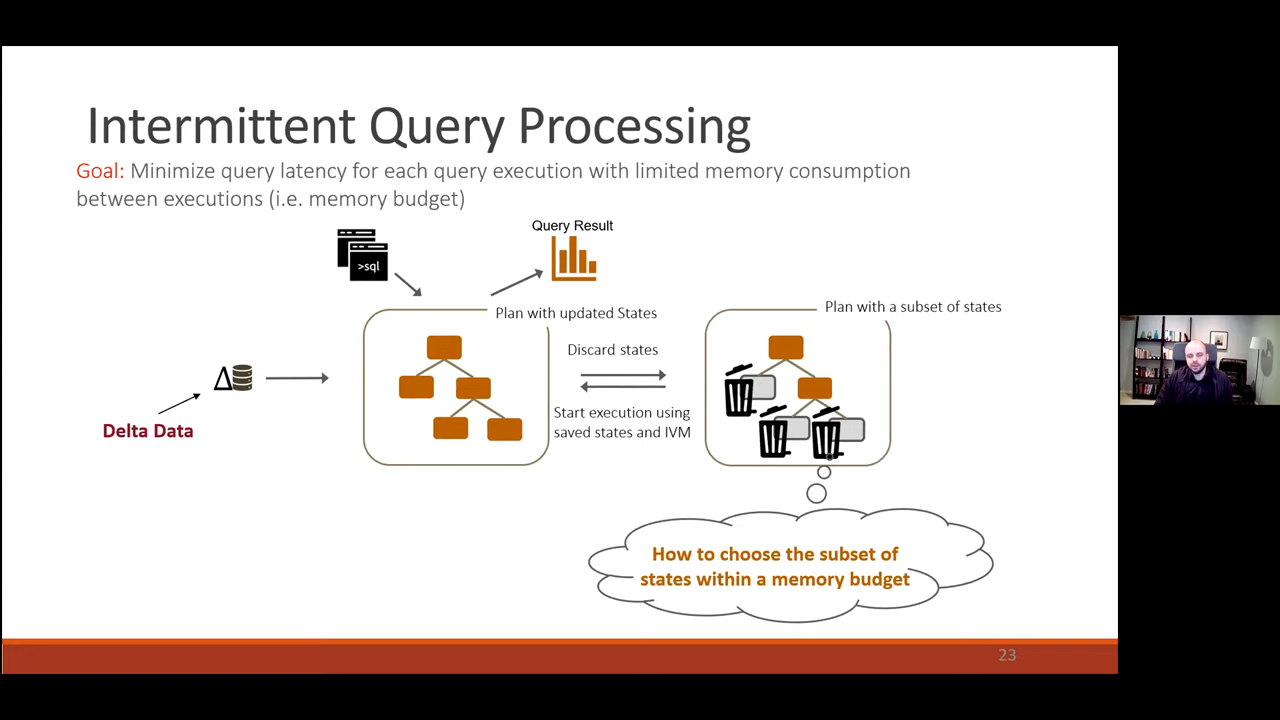 Intermittent Query Processing
Goal: Minimize query latency for each query execution with limited memory consumption
between executions (i.e. memory budget)
Query Result
>sql
Plan with updated States
Plan with a subset of states
Discard states
Start execution using
saved states and IVM
Δ
Delta Data
How to choose the subset of
states within a memory budget
23